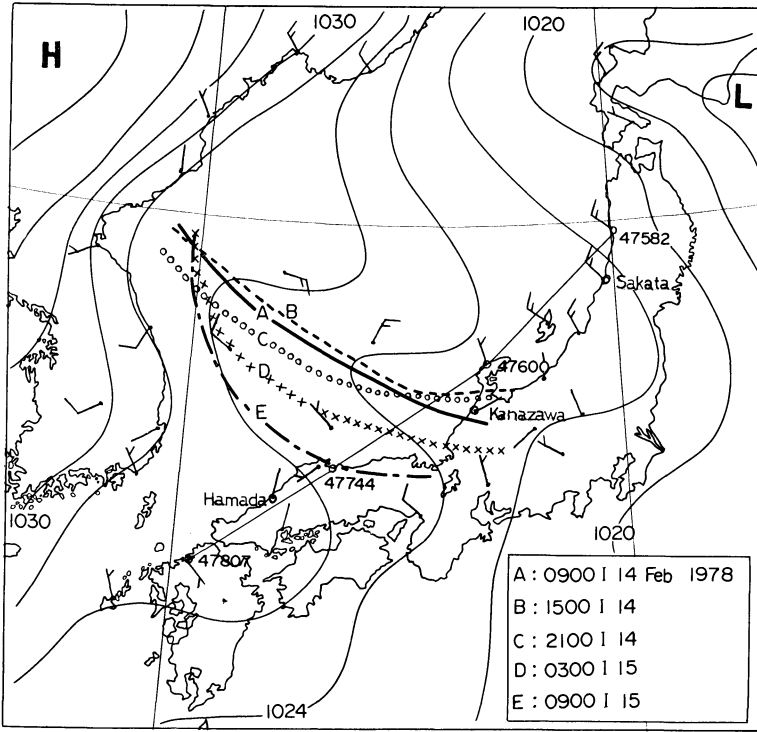 1030
1020
H
L
47582
Sakata
B
A
C
47600
D
Kanazawa
E
47744
Hamada
1030
1020
47807
A : 0900 I 14 Feb 1978
B : 1500 I 14
C : 2100 I 14
D : 0300 I 15
E : 0900 I 15
1024